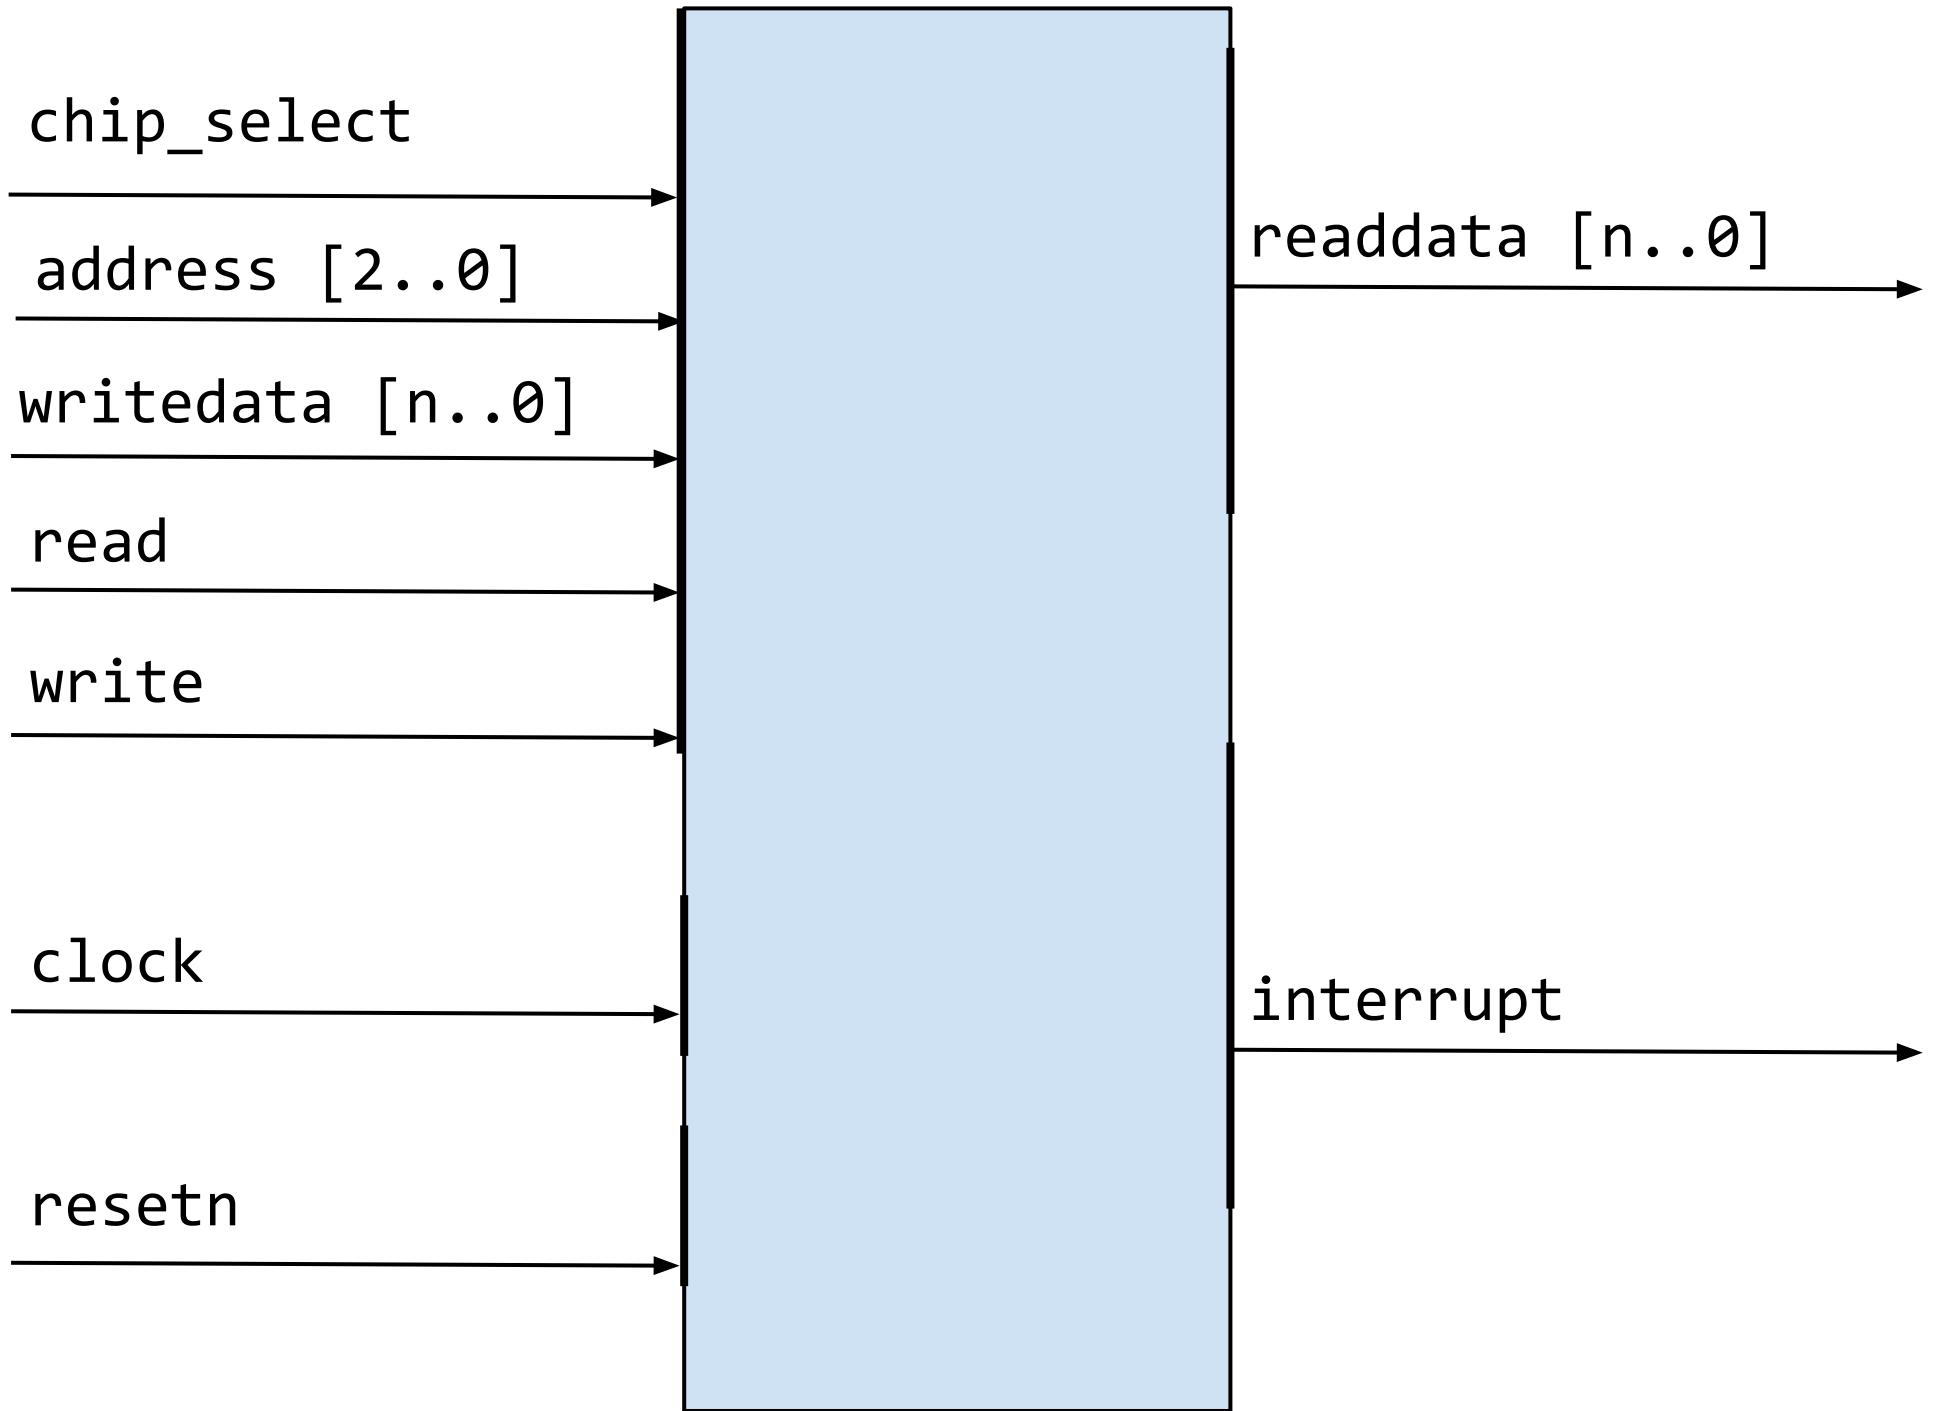 chip_select
address [2..0]
writedata [n..0]
read
write
clock
resetn
readdata [n..0]
interrupt